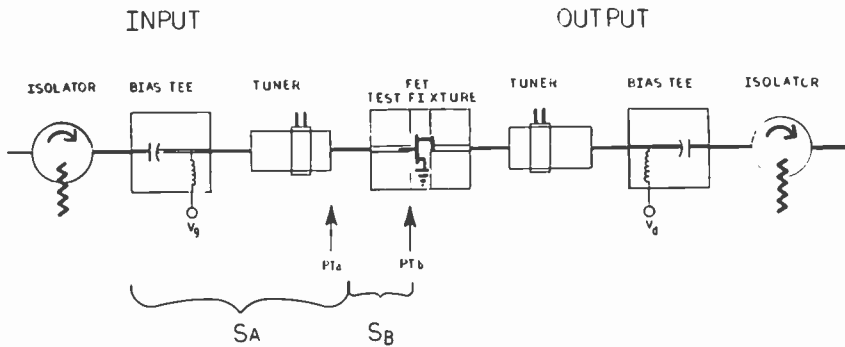 INPUT
OUTPUT
ISOLATOR
BIAS TEE
TUNER
FET
TEST FIXTURE
TUNER
BIAS TEE
ISOLATOR
Vg
Vd
PTa
PTb
SA
SB